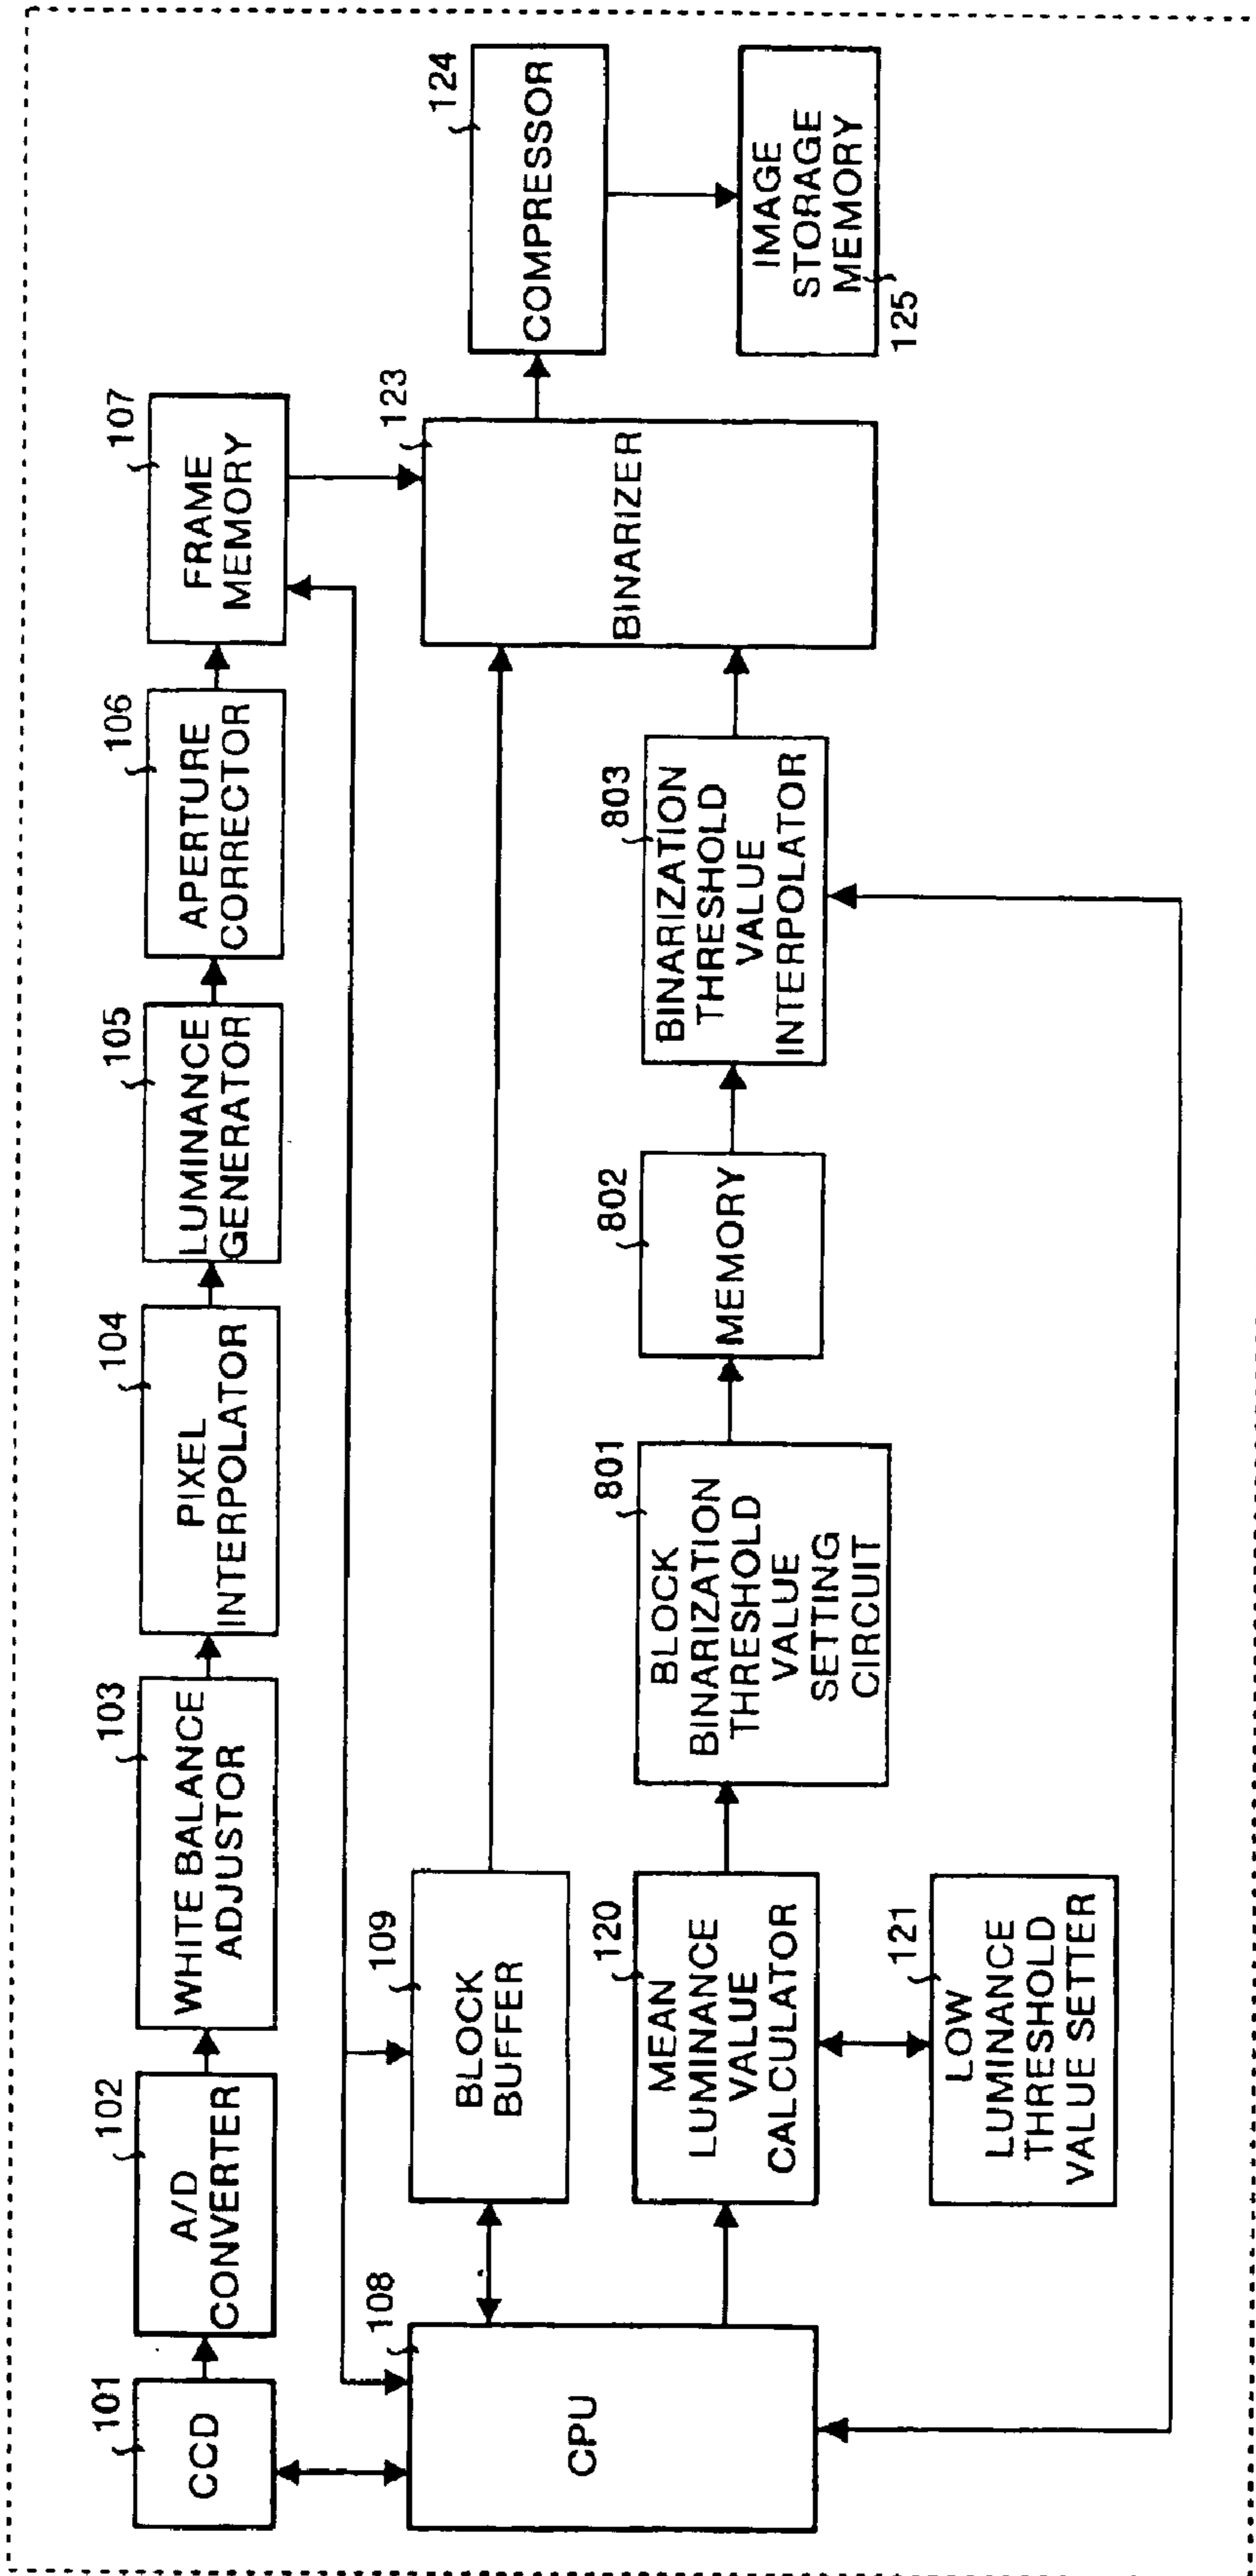 101
CCD
102
A/D
CONVERTER
103
WHITE BALANCE
ADJUSTOR
104
PIXEL
INTERPOLATOR
105
LUMINANCE
GENERATOR
106
APERTURE
CORRECTOR
107
FRAME
MEMORY
108
CPU
109
BLOCK
BUFFER
123
BINARIZER
124
COMPRESSOR
IMAGE
STORAGE
MEMORY
125
120
MEAN
LUMINANCE
VALUE
CALCULATOR
801
BLOCK
BINARIZATION
THRESHOLD
VALUE
SETTING
CIRCUIT
802
MEMORY
803
BINARIZATION
THRESHOLD
VALUE
INTERPOLATOR
121
LOW
LUMINANCE
THRESHOLD
VALUE SETTER